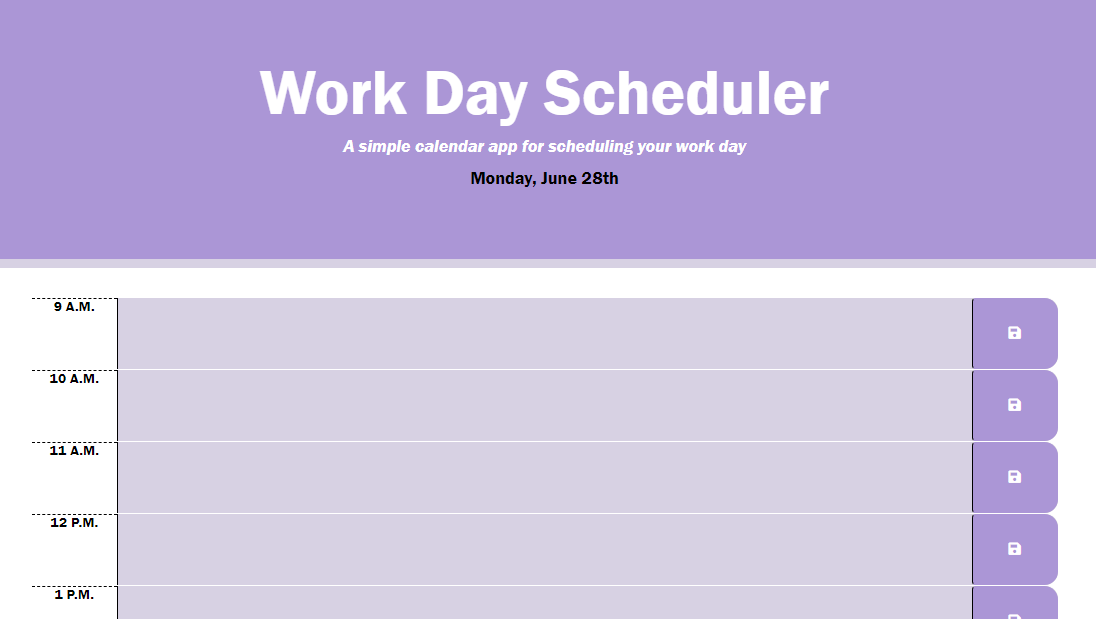 Work Day Scheduler
A simple calendar app for scheduling your work day
Monday, June 28th
9 A.M.
10 A.M.
11 A.M.
12 P.M.
1 P.M.